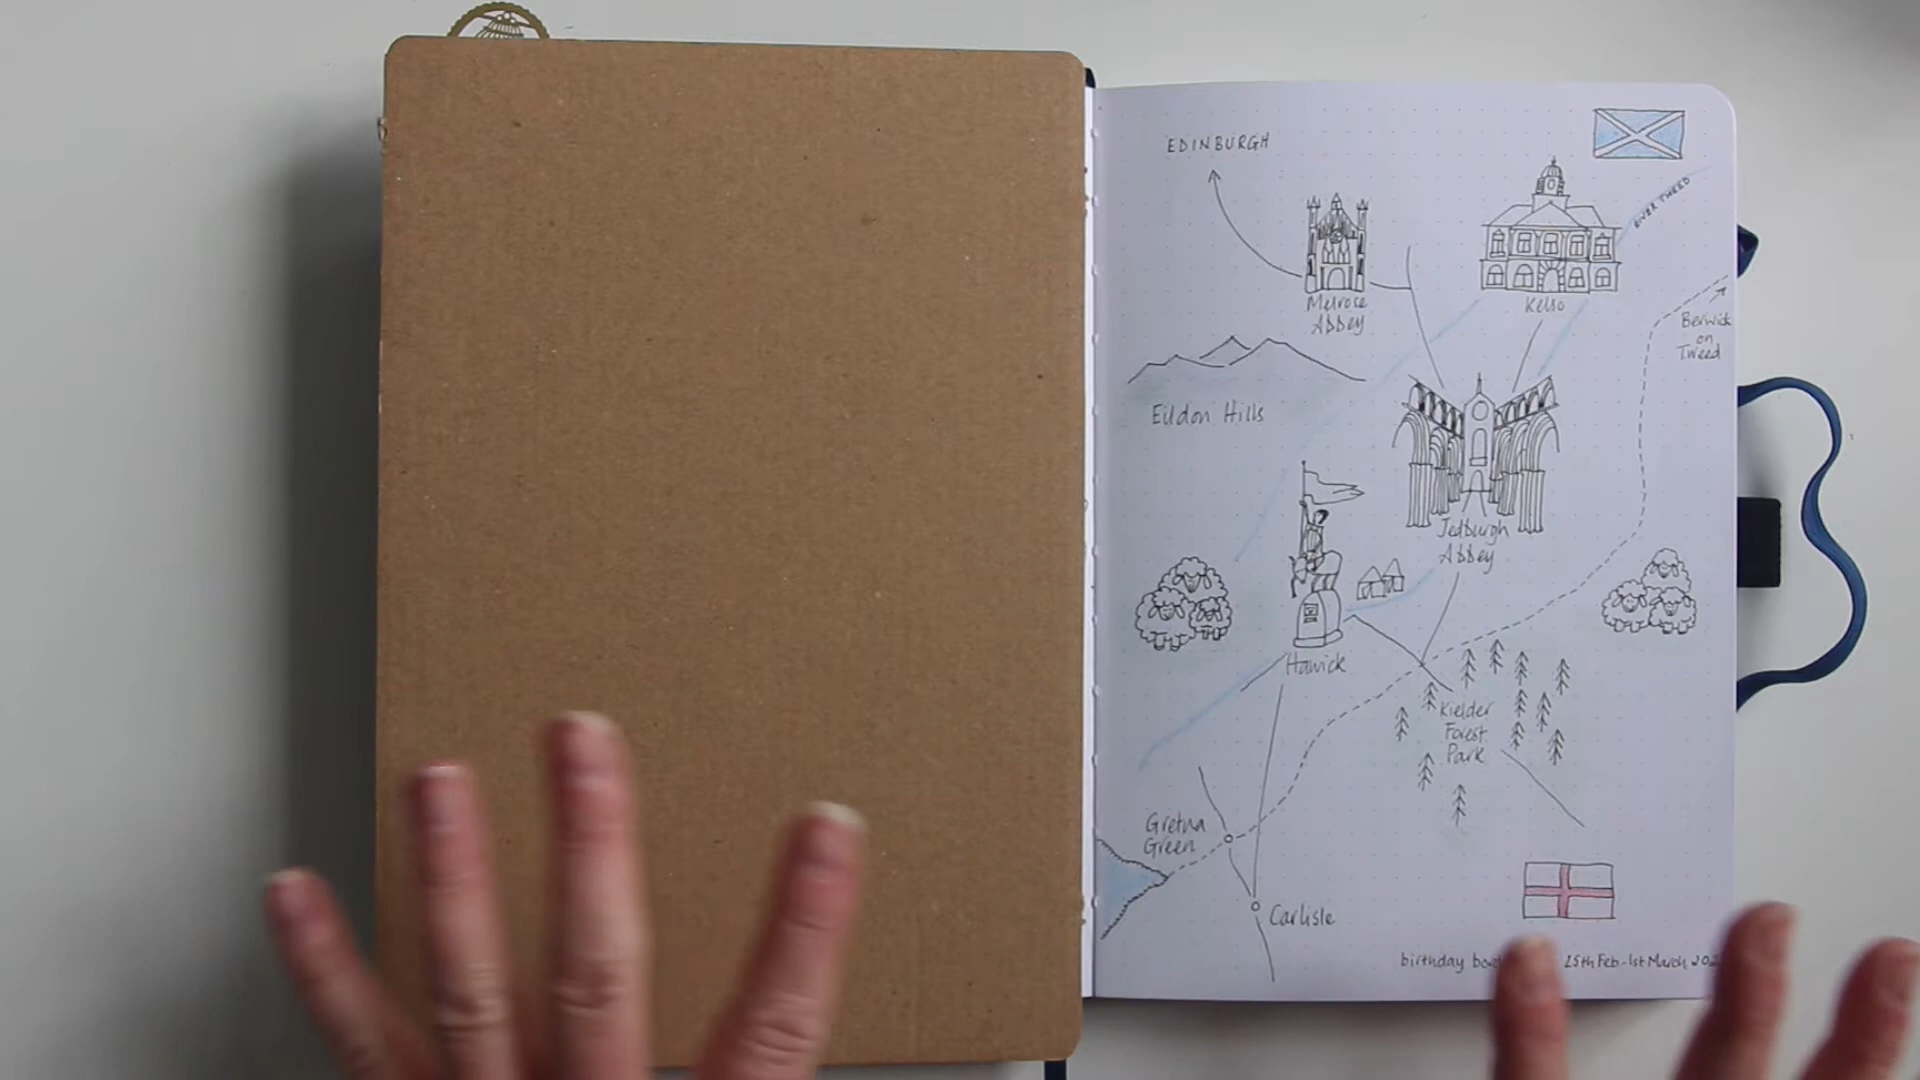 EDINBURGH
RIVER TWEED
Melrose
Abbey
Kelso
Berwick
on
Tweed
Eildon Hills
Jedburgh
Abbey
Hawick
Kielder
Forest
Park
Gretna
Green
Carlisle
birthday 25th Feb-1st March